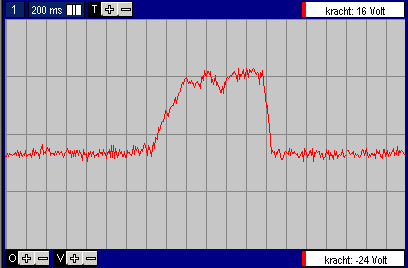 1 200 ms T + − kracht: 16 Volt
O + − V + − kracht: -24 Volt